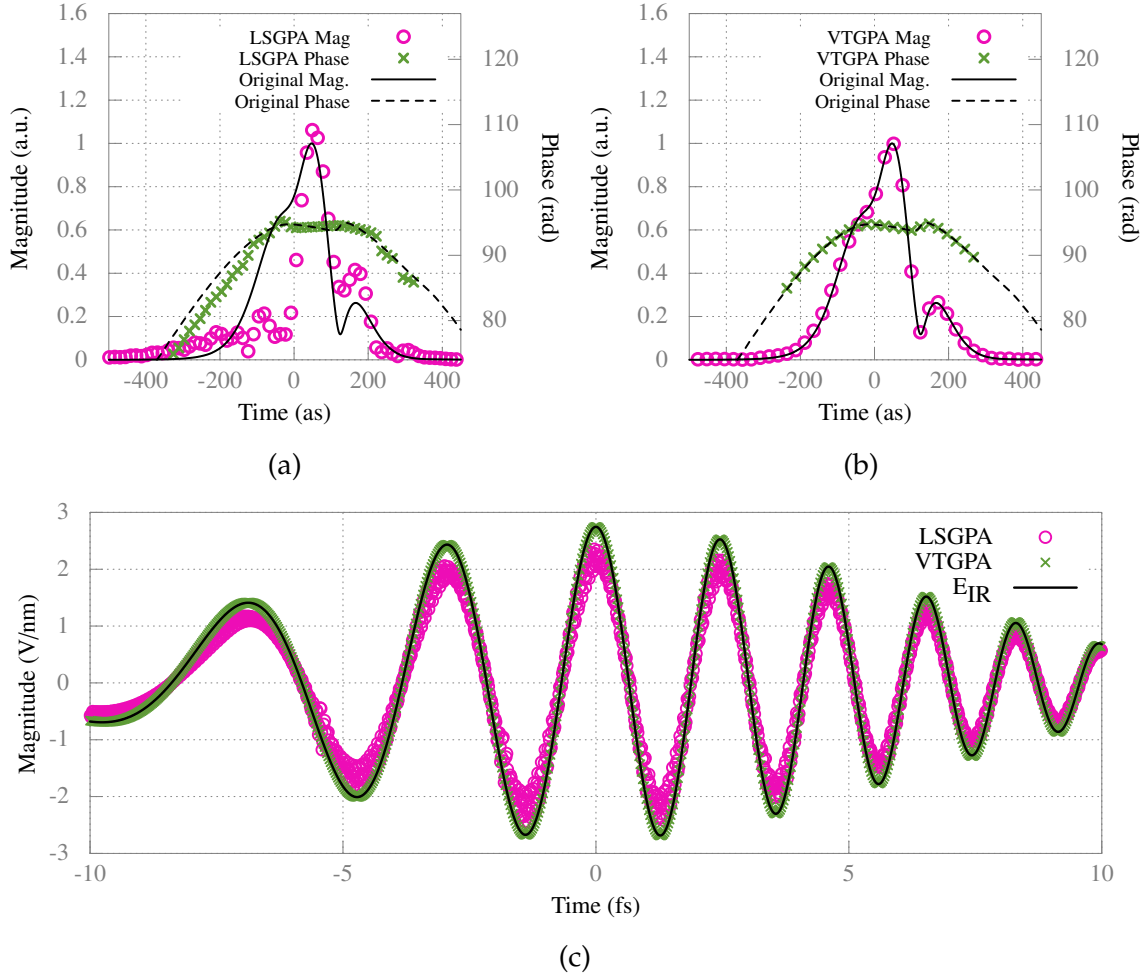 1.6
1.4
1.2
1
0.8
0.6
0.4
0.2
0
Magnitude (a.u.)
LSGPA Mag
LSGPA Phase
Original Mag.
Original Phase
120
110
100
90
80
Phase (rad)
-400 -200 0 200 400
Time (as)
(a)
1.6
1.4
1.2
1
0.8
0.6
0.4
0.2
0
Magnitude (a.u.)
VTGPA Mag
VTGPA Phase
Original Mag.
Original Phase
120
110
100
90
80
Phase (rad)
-400 -200 0 200 400
Time (as)
(b)
3
2
1
0
-1
-2
-3
Magnitude (V/nm)
LSGPA
VTGPA
E_IR
-10 -5 0 5 10
Time (fs)
(c)